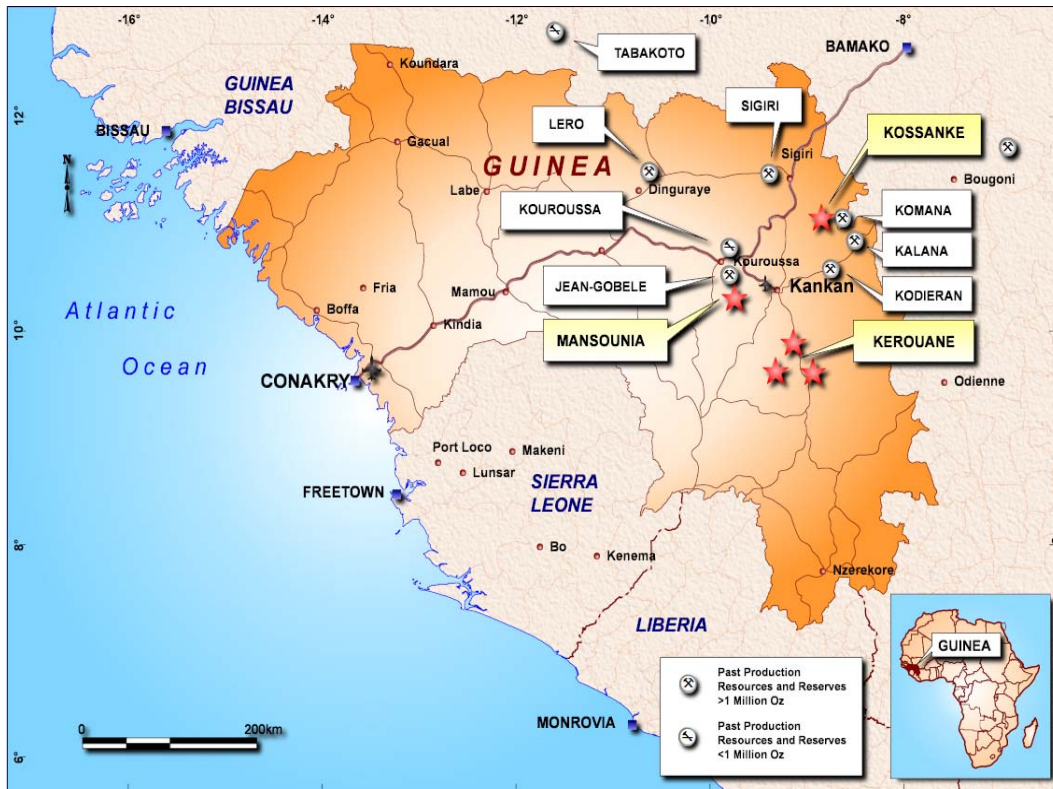 -16°
-14°
-12°
-10°
-8°
TABAKOTO
BAMAKO
Koundara
GUINEA
BISSAU
SIGIRI
12°
BISSAU
LERO
KOSSANKE
Gacual
GUINEA
Sigiri
N
Labe
Dinguraye
Bougoni
KOUROUSSA
KOMANA
KALANA
Kouroussa
JEAN-GOBELE
Kankan
KODIERAN
Fria
Mamou
Atlantic
Boffa
10°
Kindia
MANSOUNIA
KEROUANE
Ocean
CONAKRY
Odienne
Port Loco
Makeni
Lunsar
SIERRA
LEONE
FREETOWN
8°
Bo
Kenema
Nzerekore
LIBERIA
GUINEA
Past Production
Resources and Reserves
>1 Million Oz
0
200km
MONROVIA
Past Production
Resources and Reserves
<1 Million Oz
6°